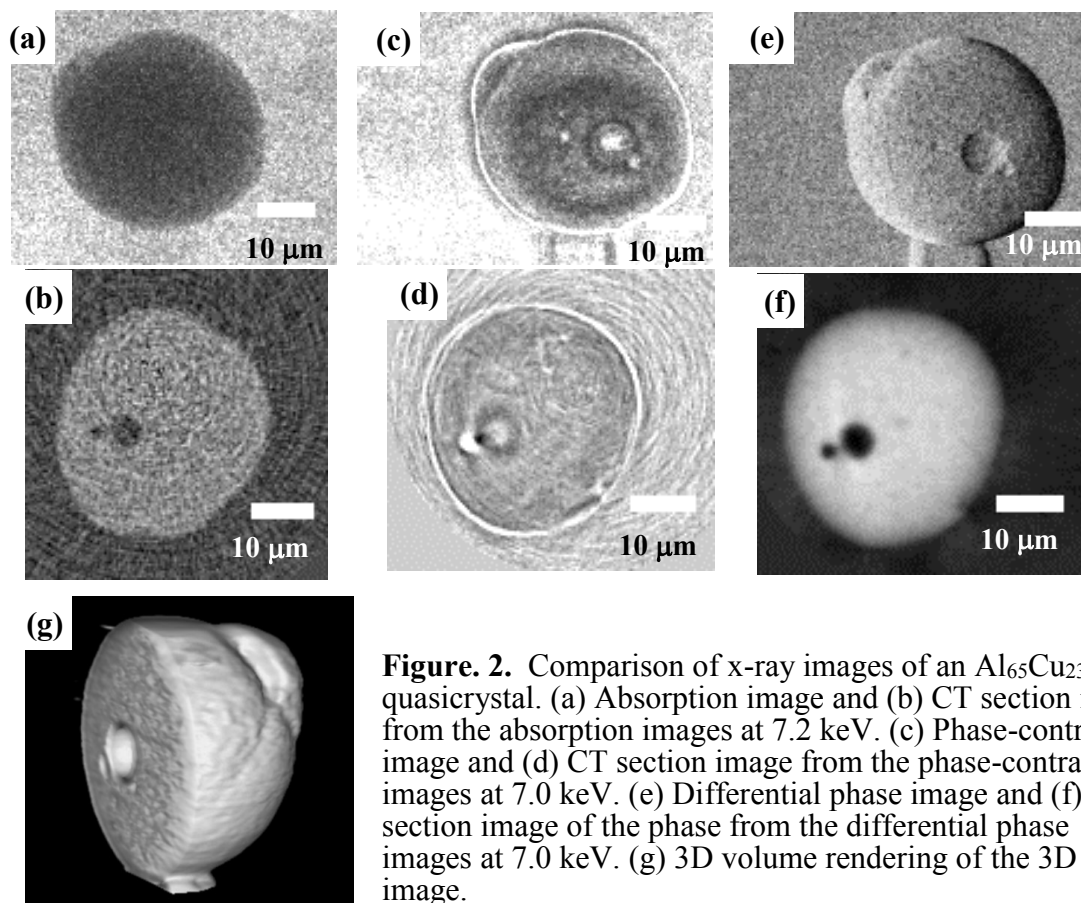 (a)
10 µm
(c)
10 µm
(e)
10 µm
(b)
10 µm
(d)
10 µm
(f)
10 µm
(g)
Figure. 2. Comparison of x-ray images of an Al₆₅Cu₂₃
quasicrystal. (a) Absorption image and (b) CT section
from the absorption images at 7.2 keV. (c) Phase-contr
image and (d) CT section image from the phase-contra
images at 7.0 keV. (e) Differential phase image and (f)
section image of the phase from the differential phase
images at 7.0 keV. (g) 3D volume rendering of the 3D
image.